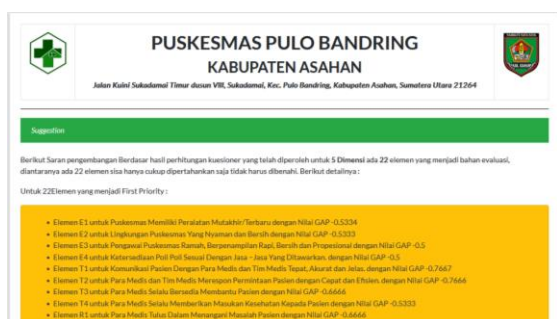 PUSKESMAS PULO BANDRING
KABUPATEN ASAHAN
Jalan Kuini Sukadamai Timur dusun VIII, Sukadamai, Kec. Pulo Bandring, Kabupaten Asahan, Sumatera Utara 21264
Suggestion
Berikut Saran pengembangan Berdasar hasil perhitungan kuesioner yang telah diperoleh untuk 5 Dimensi ada 22 elemen yang menjadi bahan evaluasi,
diantaranya ada 22 elemen sisa hanya cukup dipertahankan saja tidak harus dibenahi. Berikut detailnya :
Untuk 22Elemen yang menjadi First Priority :
• Elemen E1 untuk Puskesmas Memiliki Peralatan Mutakhir/Terbaru dengan Nilai GAP -0.5334
• Elemen E2 untuk Lingkungan Puskesmas Yang Nyaman dan Bersih dengan Nilai GAP -0.5333
• Elemen E3 untuk Pengawai Puskesmas Ramah, Berpenampilan Rapi, Bersih dan Propesional dengan Nilai GAP -0.5
• Elemen E4 untuk Ketersediaan Poli Poli Sesuai Dengan Jasa - Jasa Yang Ditawarkan. dengan Nilai GAP -0.5
• Elemen T1 untuk Komunikasi Pasien Dengan Para Medis dan Tim Medis Tepat, Akurat dan Jelas. dengan Nilai GAP -0.7667
• Elemen T2 untuk Para Medis dan Tim Medis Merespon Permintaan Pasien dengan Cepat dan Efisien. dengan Nilai GAP -0.7666
• Elemen T3 untuk Para Medis Selalu Bersedia Membantu Pasien dengan Nilai GAP -0.6666
• Elemen T4 untuk Para Medis Selalu Memberikan Masukan Kesehatan Kepada Pasien dengan Nilai GAP -0.5333
• Elemen R1 untuk Para Medis Tulus Dalam Menangani Masalah Pasien dengan Nilai GAP -0.6666